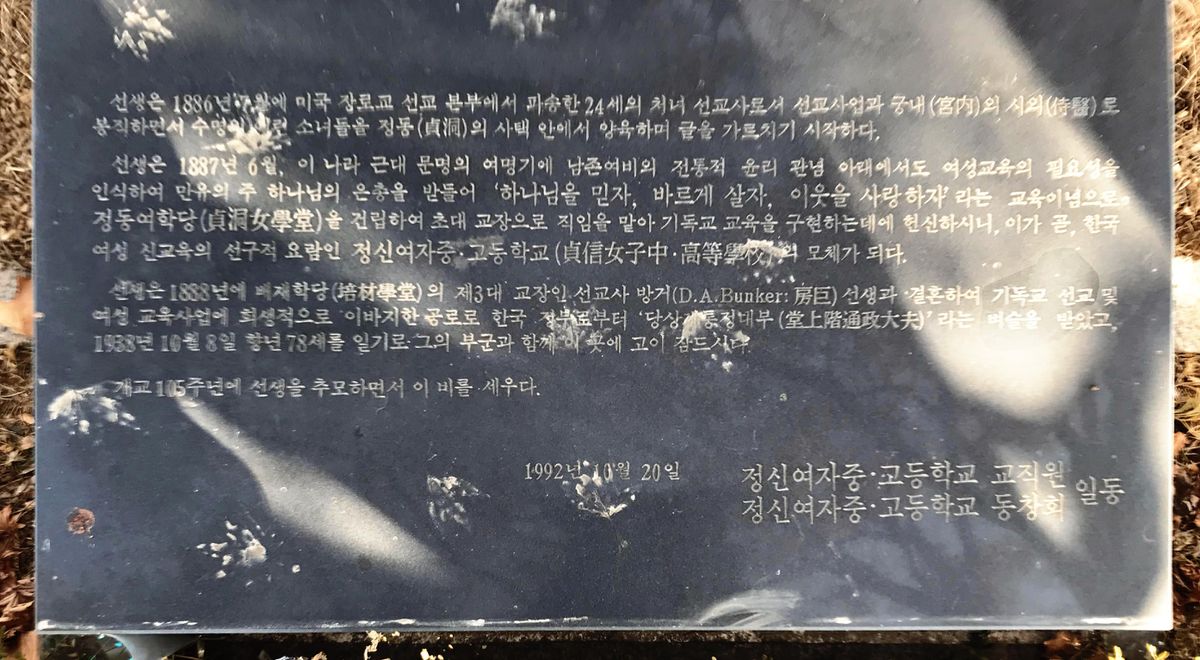 선생은 1886년 7월에 미국 장로교 선교 본부에서 파송한 24세의 처녀 선교사로서 선교사업과 궁내(宮內)의 시의(侍醫)로
봉직하면서 수명의 소녀들을 정동(貞洞)의 사택 안에서 양육하며 글을 가르치기 시작하다.
선생은 1887년 6월, 이 나라 근대 문명의 여명기에 남존여비의 전통적 윤리 관념 아래에서도 여성교육의 필요성을
인식하여 만유의 주 하나님의 은총을 받들어 ‘하나님을 믿자, 바르게 살자, 이웃을 사랑하자’라는 교육이념으로
정동여학당(貞洞女學堂)을 건립하여 초대 교장으로 직임을 맡아 기독교 교육을 구현하는데에 헌신하시니, 이가 곧, 한국
여성 신교육의 선구적 요람인 정신여자중·고등학교(貞信女子中·高等學校)의 모체가 되다.
선생은 1888년에 배재학당(培材學堂)의 제3대 교장인 선교사 방거(D.A.Bunker: 房巨) 선생과 결혼하여 기독교 선교 및
여성 교육사업에 희생적으로 이바지한 공로로 한국 정부로부터 ‘당상계통정대부(堂上階通政大夫)’라는 벼슬을 받았고,
1938년 10월 8일 향년 78세를 일기로 그의 부군과 함께 이 곳에 고이 잠드시다.
개교 105주년에 선생을 추모하면서 이 비를 세우다.
1992년 10월 20일
정신여자중·고등학교 교직원
정신여자중·고등학교 동창회
일동